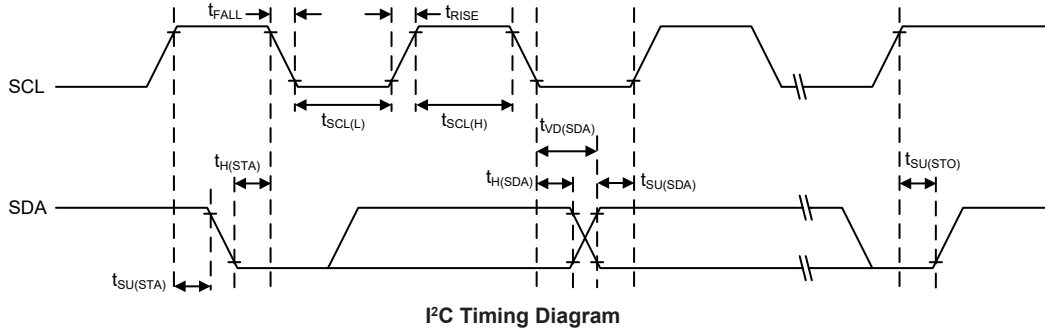 tFALL
tRISE
SCL
tSCL(L)
tSCL(H)
tVD(SDA)
tH(STA)
tH(SDA)
tSU(SDA)
tSU(STO)
SDA
tSU(STA)
I²C Timing Diagram